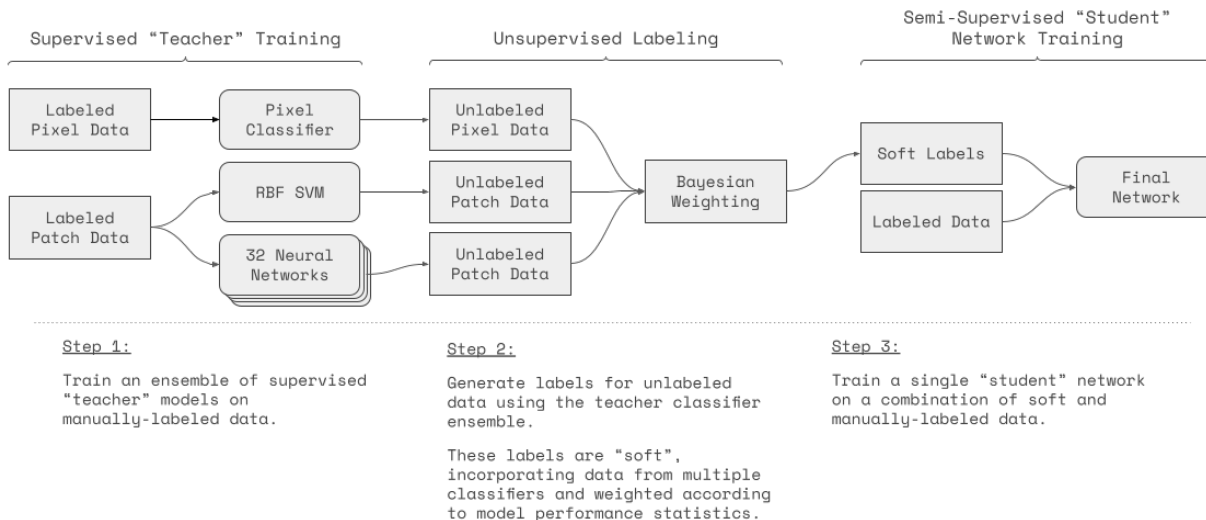 Supervised “Teacher” Training
Unsupervised Labeling
Semi-Supervised “Student”
Network Training
Labeled
Pixel Data
Pixel
Classifier
Unlabeled
Pixel Data
Labeled
Patch Data
RBF SVM
Unlabeled
Patch Data
32 Neural
Networks
Unlabeled
Patch Data
Bayesian
Weighting
Soft Labels
Labeled Data
Final
Network
Step 1:
Train an ensemble of supervised
“teacher” models on
manually-labeled data.
Step 2:
Generate labels for unlabeled
data using the teacher classifier
ensemble.
These labels are “soft”,
incorporating data from multiple
classifiers and weighted according
to model performance statistics.
Step 3:
Train a single “student” network
on a combination of soft and
manually-labeled data.